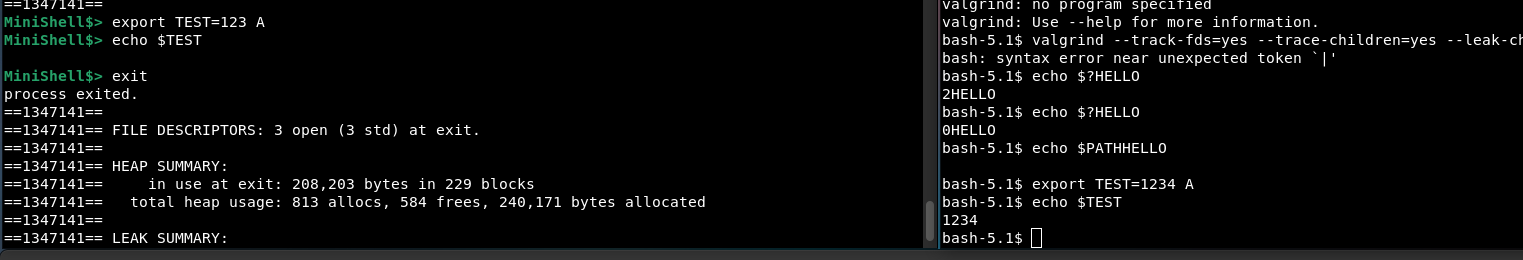 ==1347141==
MiniShell$> export TEST=123 A
MiniShell$> echo $TEST
MiniShell$> exit
process exited.
==1347141==
==1347141== FILE DESCRIPTORS: 3 open (3 std) at exit.
==1347141==
==1347141== HEAP SUMMARY:
==1347141==     in use at exit: 208,203 bytes in 229 blocks
==1347141==   total heap usage: 813 allocs, 584 frees, 240,171 bytes allocated
==1347141==
==1347141== LEAK SUMMARY:
valgrind: no program specified
valgrind: Use --help for more information.
bash-5.1$ valgrind --track-fds=yes --trace-children=yes --leak-ch
bash: syntax error near unexpected token `|'
bash-5.1$ echo $?HELLO
2HELLO
bash-5.1$ echo $?HELLO
0HELLO
bash-5.1$ echo $PATHHELLO
bash-5.1$ export TEST=1234 A
bash-5.1$ echo $TEST
1234
bash-5.1$